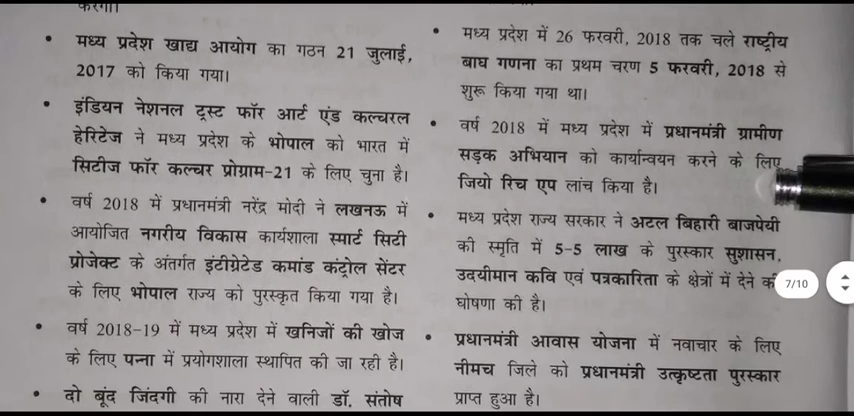 करेगी।
• मध्य प्रदेश खाद्य आयोग का गठन 21 जुलाई,
2017 को किया गया।
• इंडियन नेशनल ट्रस्ट फॉर आर्ट एंड कल्चरल
हेरिटेज ने मध्य प्रदेश के भोपाल को भारत में
सिटीज फॉर कल्चर प्रोग्राम-21 के लिए चुना है।
• वर्ष 2018 में प्रधानमंत्री नरेंद्र मोदी ने लखनऊ में
आयोजित नगरीय विकास कार्यशाला स्मार्ट सिटी
प्रोजेक्ट के अंतर्गत इंटीग्रेटेड कमांड कंट्रोल सेंटर
के लिए भोपाल राज्य को पुरस्कृत किया गया है।
• वर्ष 2018-19 में मध्य प्रदेश में खनिजों की खोज
के लिए पन्ना में प्रयोगशाला स्थापित की जा रही है।
• दो बूंद जिंदगी की नारा देने वाली डॉ. संतोष
• मध्य प्रदेश में 26 फरवरी, 2018 तक चले राष्ट्रीय
बाघ गणना का प्रथम चरण 5 फरवरी, 2018 से
शुरू किया गया था।
• वर्ष 2018 में मध्य प्रदेश में प्रधानमंत्री ग्रामीण
सड़क अभियान को कार्यान्वयन करने के लिए
जियो रिच एप लांच किया है।
• मध्य प्रदेश राज्य सरकार ने अटल बिहारी बाजपेयी
की स्मृति में 5-5 लाख के पुरस्कार सुशासन,
उदयीमान कवि एवं पत्रकारिता के क्षेत्रों में देने
घोषणा की है।
• प्रधानमंत्री आवास योजना में नवाचार के लिए
नीमच जिले को प्रधानमंत्री उत्कृष्टता पुरस्कार
प्राप्त हुआ है।
7/10